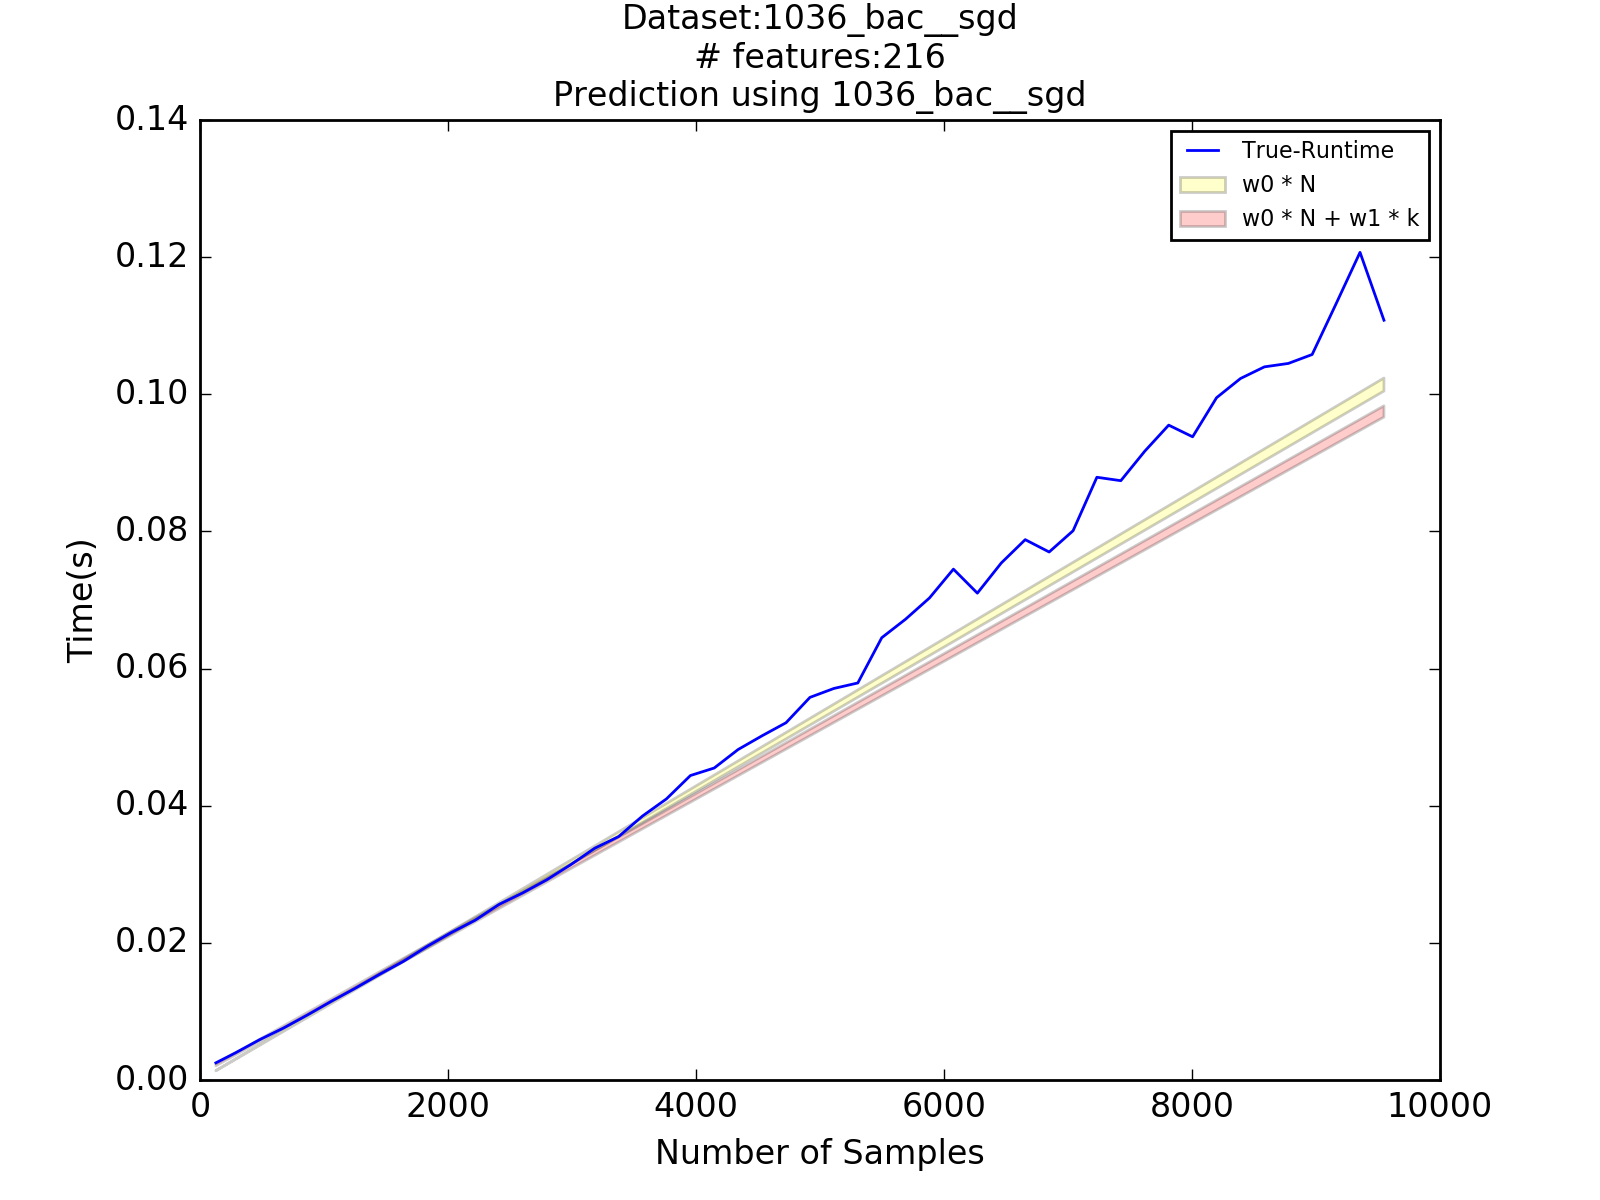 Dataset:1036_bac__sgd
# features:216
Prediction using 1036_bac__sgd
True-Runtime
w0 * N
w0 * N + w1 * k
0.14
0.12
0.10
0.08
0.06
0.04
0.02
0.00
Time(s)
0 2000 4000 6000 8000 10000
Number of Samples